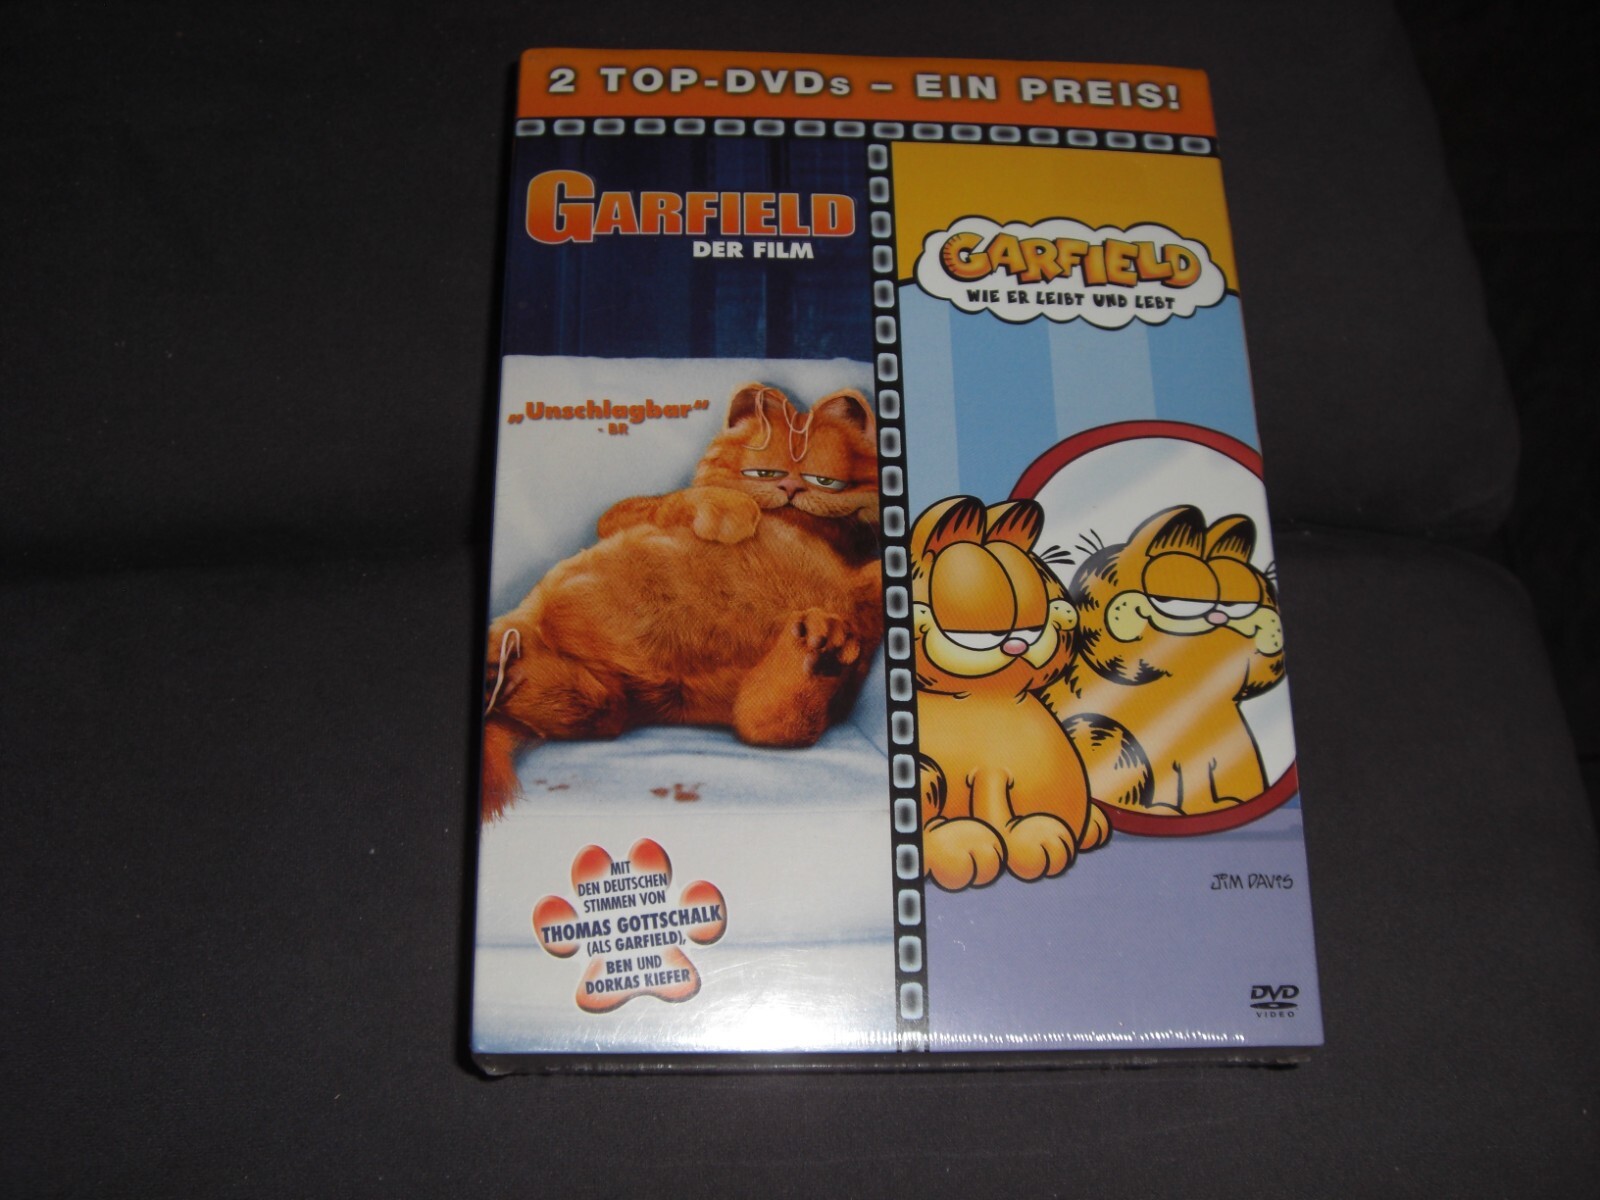 2 TOP-DVDs – EIN PREIS!
GARFIELD
DER FILM
„Unschlagbar“
- BR
MIT
DEN DEUTSCHEN
STIMMEN VON
THOMAS GOTTSCHALK
(ALS GARFIELD),
BEN UND
DORKAS KIEFER
GARFIELD
WIE ER LEIBT UND LEBT
JIM DAVIS
DVD
VIDEO